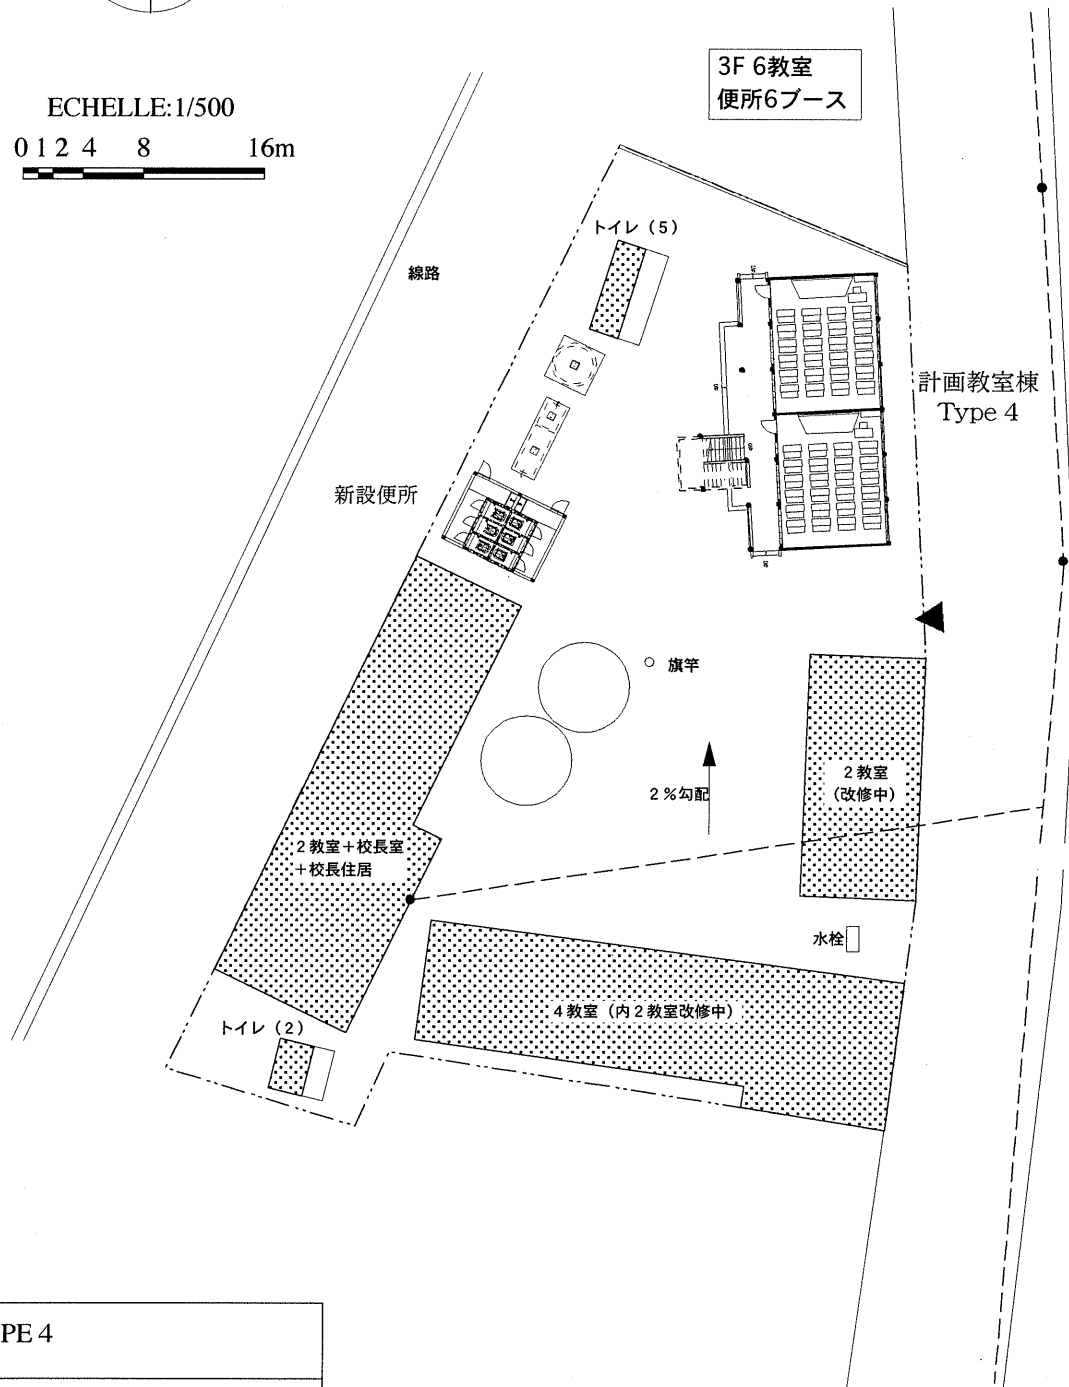 3F 6教室
便所6ブース
ECHELLE:1/500
0 1 2 4 8 16m
トイレ（5）
線路
計画教室棟
Type 4
新設便所
旗竿
2％勾配
2教室
（改修中）
2教室＋校長室
＋校長住居
水栓
4教室（内2教室改修中）
トイレ（2）
PE 4